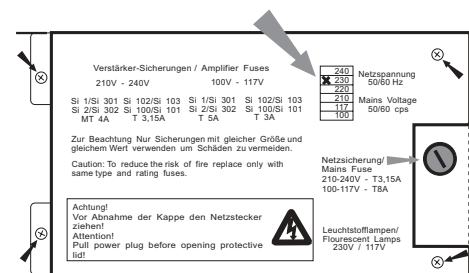 Verstärker-Sicherungen / Amplifier Fuses
210V - 240V 100V - 117V
Si 1/Si 301 Si 102/Si 103 Si 1/Si 301 Si 102/Si 103
Si 2/Si 302 Si 100/Si 101 Si 2/Si 302 Si 100/Si 101
MT 4A T 3,15A T 5A T 3A
Zur Beachtung Nur Sicherungen mit gleicher Größe und
gleichem Wert verwenden um Schäden zu vermeiden.
Caution: To reduce the risk of fire replace only with
same type and rating fuses.
Achtung!
Vor Abnahme der Kappe den Netzstecker
ziehen!
Attention!
Pull power plug before opening protective
lid!
240
230
220
210
117
100
Netzspannung
50/60 Hz
Mains Voltage
50/60 cps
Netzsicherung/
Mains Fuse
210-240V - T3,15A
100-117V - T8A
Leuchtstofflampen/
Flourescent Lamps
230V / 117V